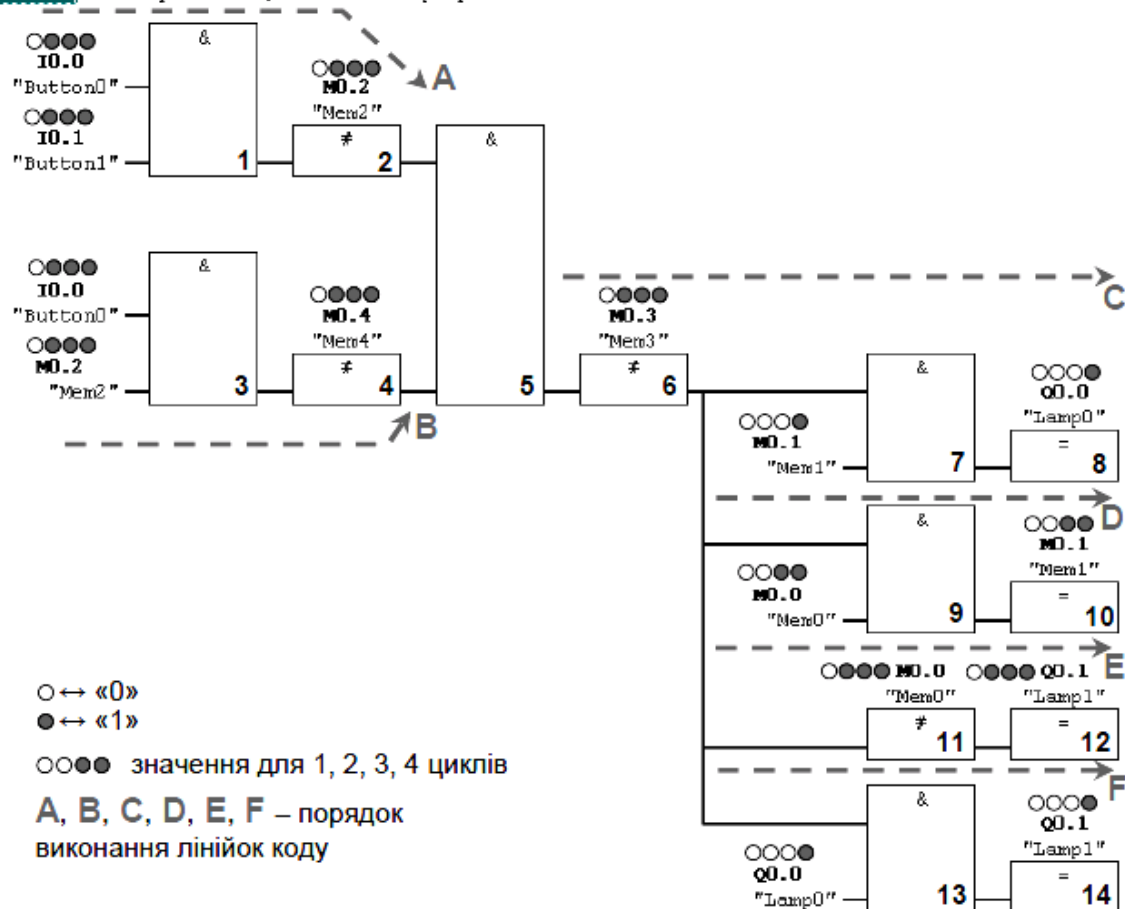 &
I0.0
"Button0"
I0.1
"Button1"
1
M0.2
"Mem2"
≠
2
A
&
5
&
I0.0
"Button0"
M0.2
"Mem2"
3
M0.4
"Mem4"
≠
4
B
C
M0.3
"Mem3"
≠
6
&
M0.1
"Mem1"
7
Q0.0
"Lamp0"
=
8
D
&
M0.0
"Mem0"
9
M0.1
"Mem1"
=
10
E
M0.0
"Mem0"
≠
11
Q0.1
"Lamp1"
=
12
F
&
Q0.0
"Lamp0"
13
Q0.1
"Lamp1"
=
14
○ ↔ «0»
● ↔ «1»
○○●● значення для 1, 2, 3, 4 циклів
A, B, C, D, E, F – порядок
виконання лінійок коду